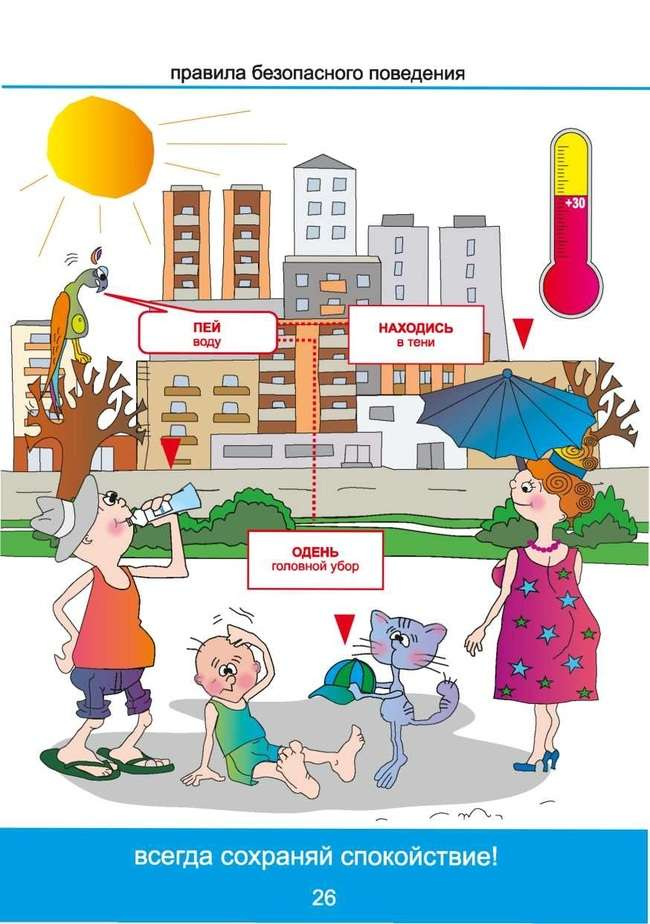 правила безопасного поведения
+30
ПЕЙ
воду
НАХОДИСЬ
в тени
ОДЕНЬ
головной убор
всегда сохраняй спокойствие!
26